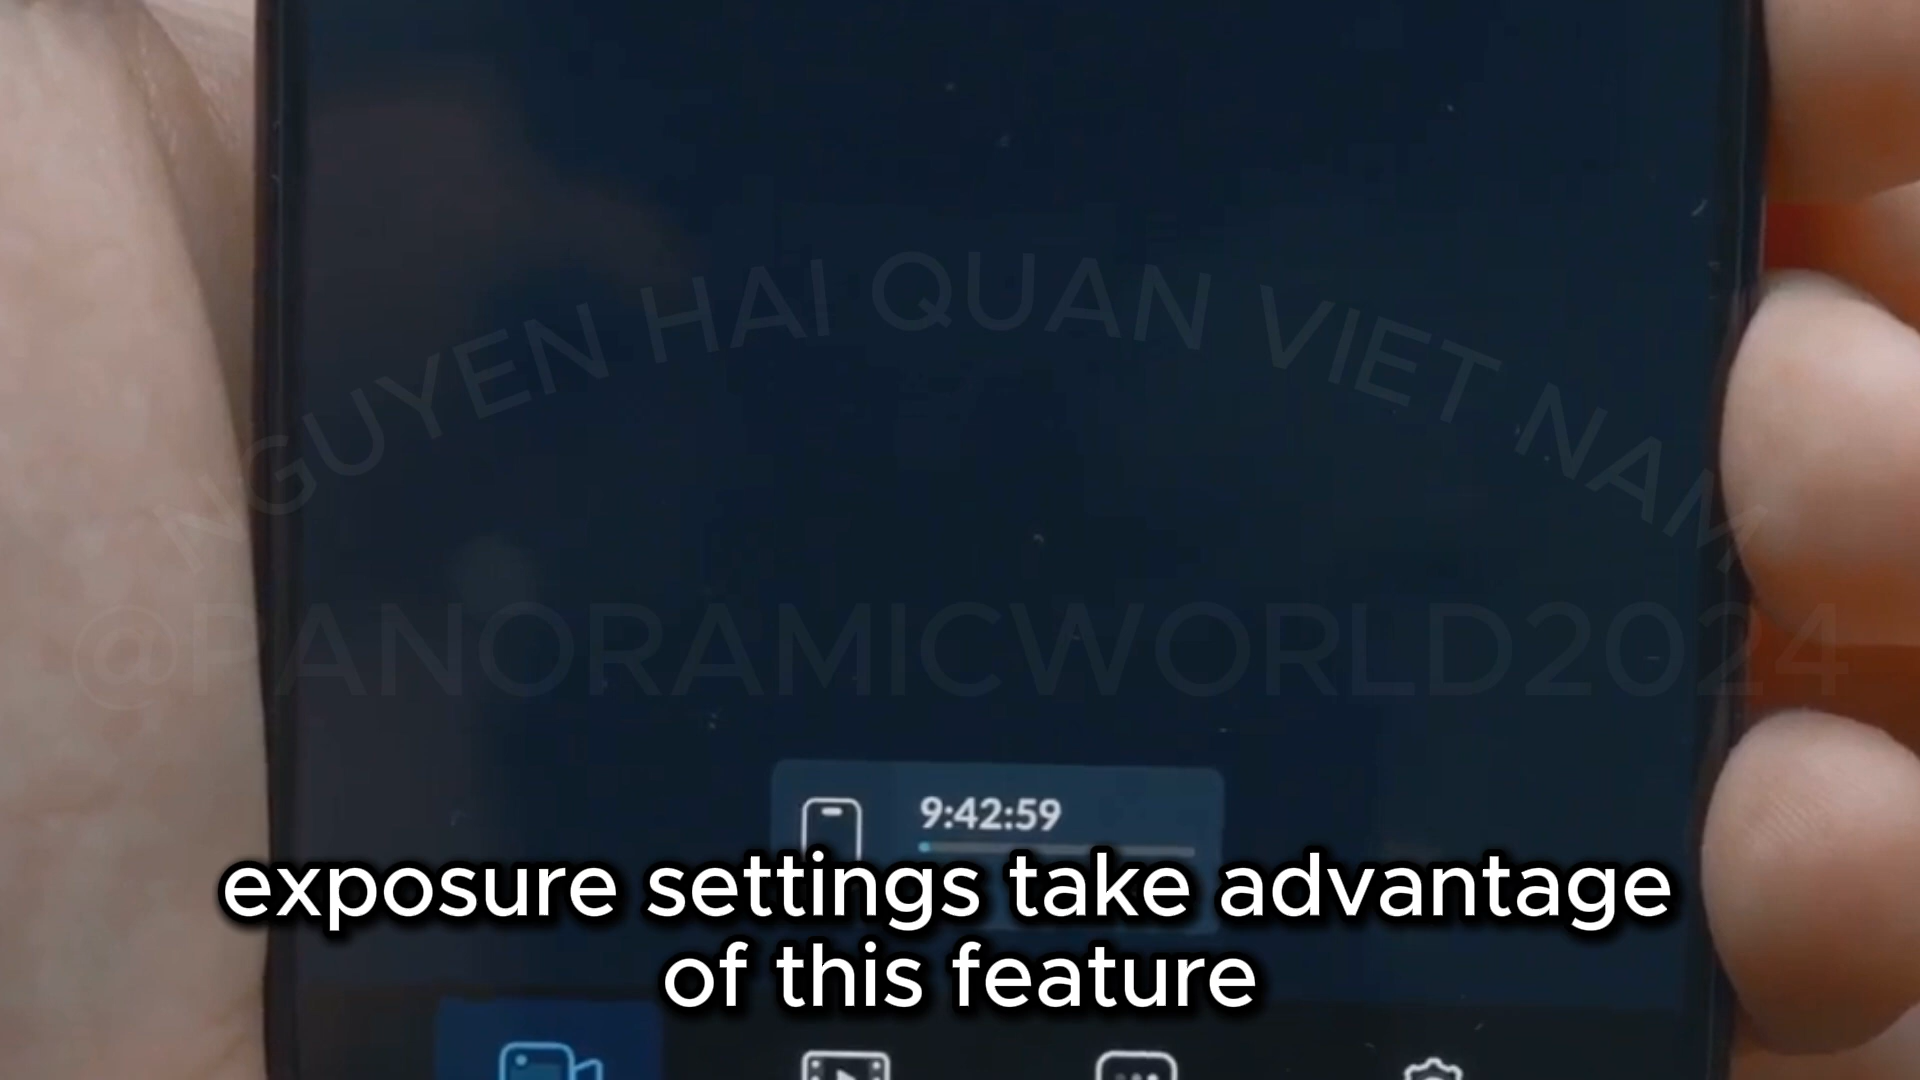 NGUYEN HAI QUAN VIET NAM
@PANORAMICWORLD2024
9:42:59
exposure settings take advantage
of this feature